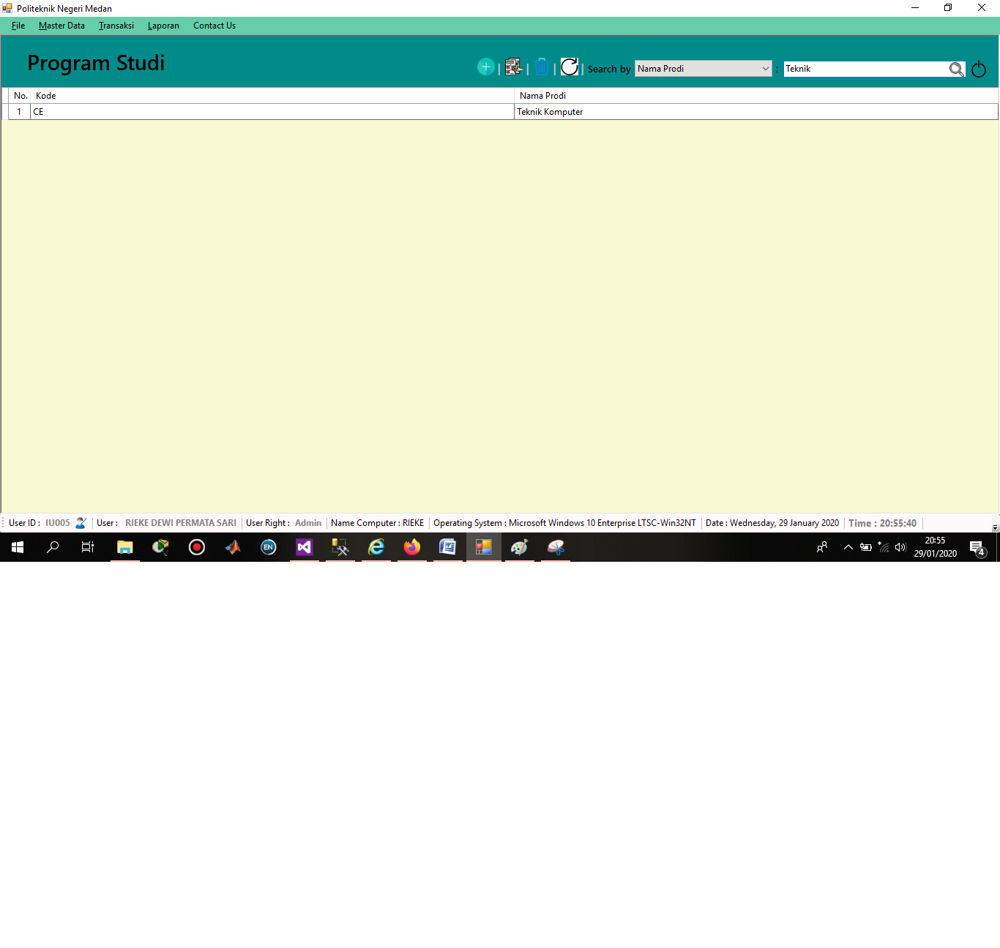 Politeknik Negeri Medan
File Master Data Transaksi Laporan Contact Us
Program Studi
| | | | Search by Nama Prodi : Teknik
No. Kode Nama Prodi
1 CE Teknik Komputer
User ID : IU005 User : RIEKE DEWI PERMATA SARI User Right : Admin Name Computer : RIEKE Operating System : Microsoft Windows 10 Enterprise LTSC-Win32NT Date : Wednesday, 29 January 2020 Time : 20:55:40
EN
20:55
29/01/2020
4